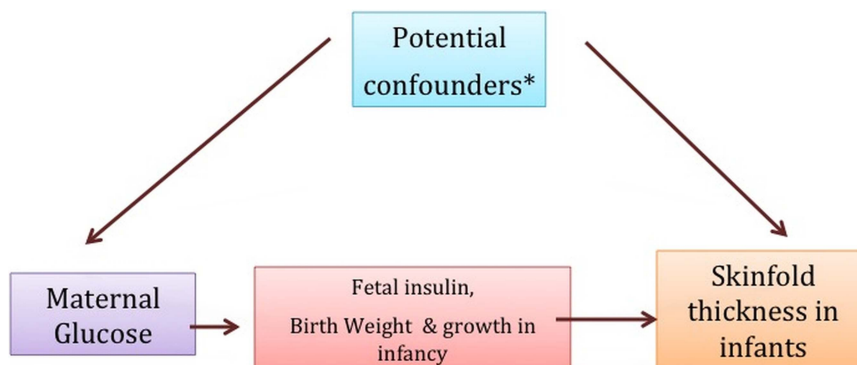 Potential
confounders*
Maternal
Glucose
Fetal insulin,
Birth Weight & growth in
infancy
Skinfold
thickness in
infants